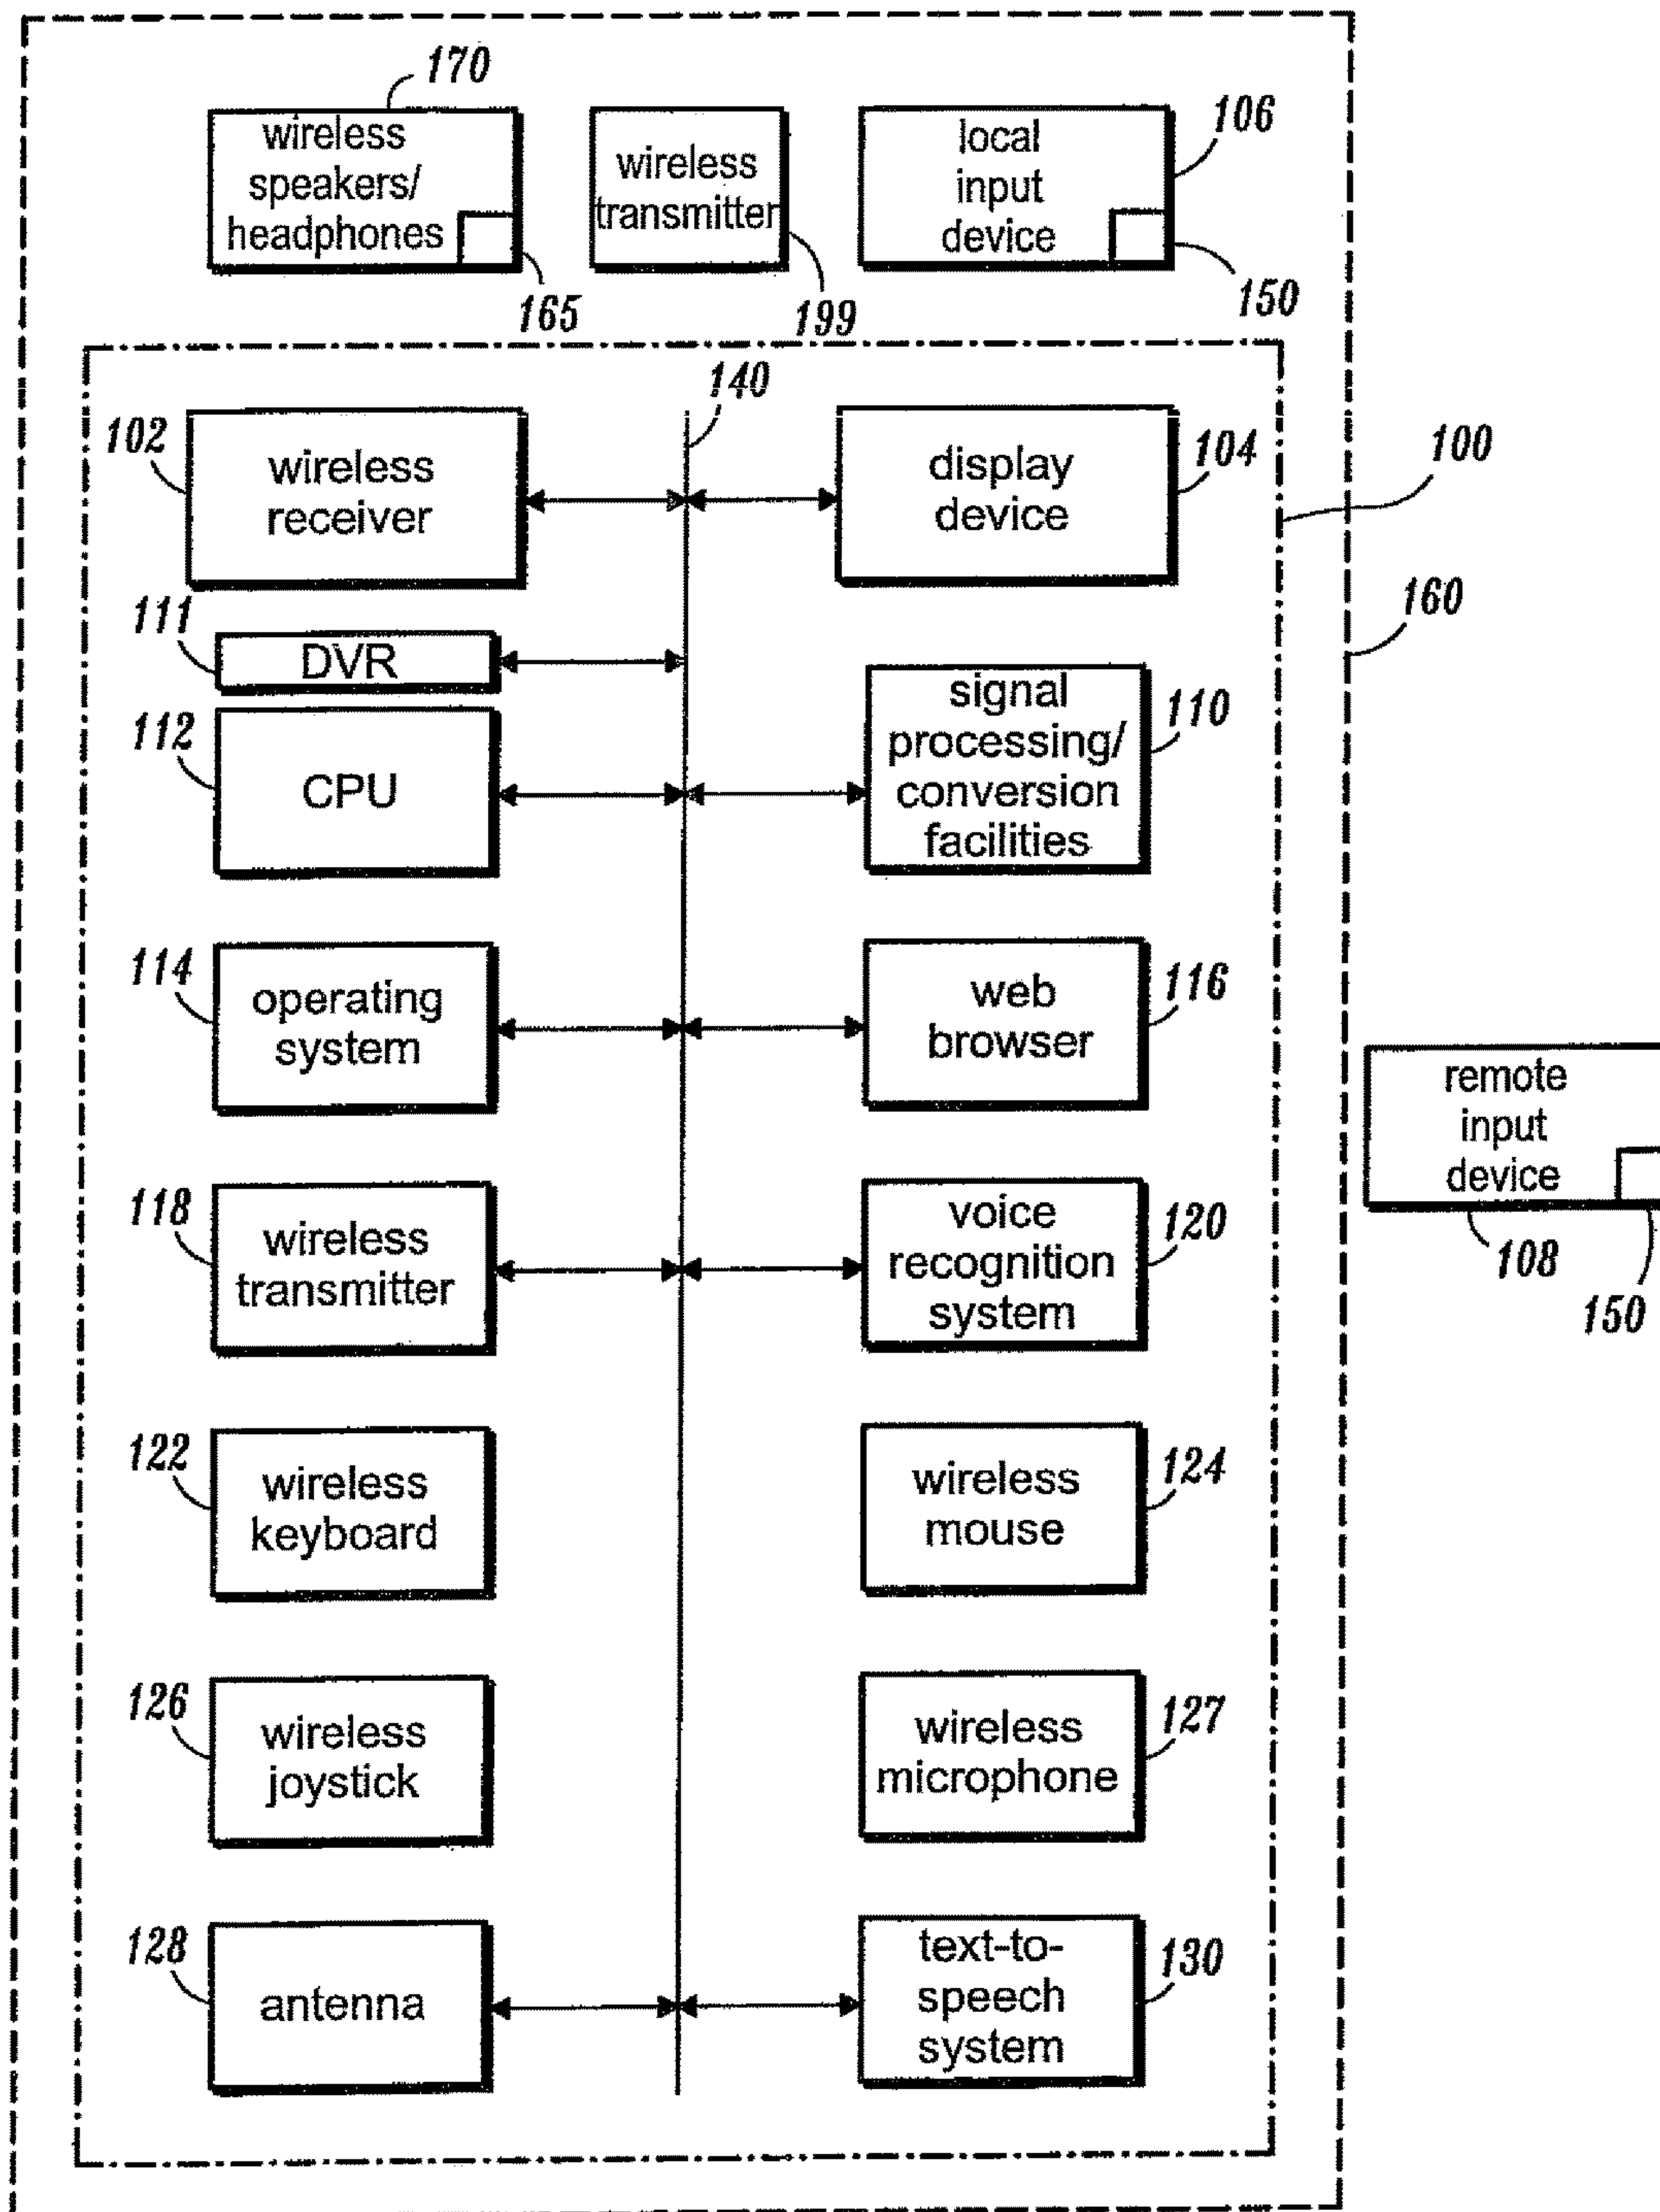 170
wireless
speakers/
headphones
165
wireless
transmitter
199
local
input
device
106
150
140
100
160
102
wireless
receiver
display
device
104
111
DVR
112
CPU
signal
processing/
conversion
facilities
110
114
operating
system
web
browser
116
118
wireless
transmitter
voice
recognition
system
120
remote
input
device
108
150
122
wireless
keyboard
wireless
mouse
124
126
wireless
joystick
wireless
microphone
127
128
antenna
text-to-
speech
system
130